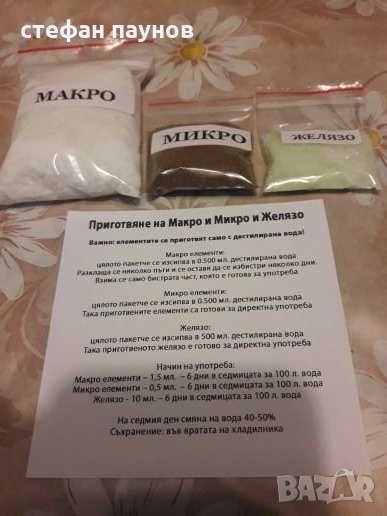 стефан паунов
МАКРО
МИКРО
ЖЕЛЯЗО
Приготвяне на Макро и Микро и Желязо
Важно: елементите се приготвят само с дестилирана вода!
Макро елементи:
цялото пакетче се изсипва в 0.500 мл. дестилирана вода
Разклаща се няколко пъти и се оставя да се избистри няколко дни.
Взима се само бистрата част, която е готова за употреба
Микро елементи:
цялото пакетче се изсипва в 0.500 мл. дестилирана вода
Така приготвените елементи са готови за директна употреба
Желязо:
цялото пакетче се изсипва в 500 мл. дестилирана вода
Така приготвеното желязо е готово за директна употреба
Начин на употреба:
Макро елементи – 1,5 мл. – 6 дни в седмицата за 100 л. вода
Микро елементи – 0,5 мл. – 6 дни в седмицата за 100 л. вода
Желязо - 10 мл. – 6 дни в седмицата за 100 л. вода
На седмия ден смяна на вода 40-50%
Съхранение: във вратата на хладилника
BAZAR